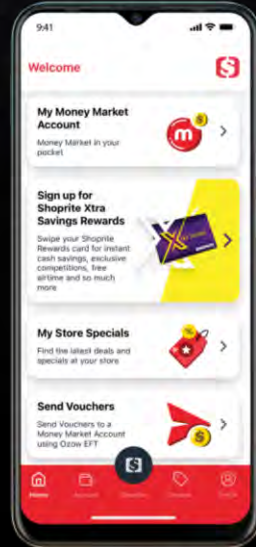 9:41
Welcome
My Money Market
Account
Money Market in your
pocket
Sign up for
Shoprite Xtra
Savings Rewards
Swipe your Shoprite
Rewards card for instant
cash savings, exclusive
competitions, free
airtime and so much
more
My Store Specials
Find the latest deals and
specials at your store
Send Vouchers
Send Vouchers to a
Money Market Account
using Ozow EFT
Home